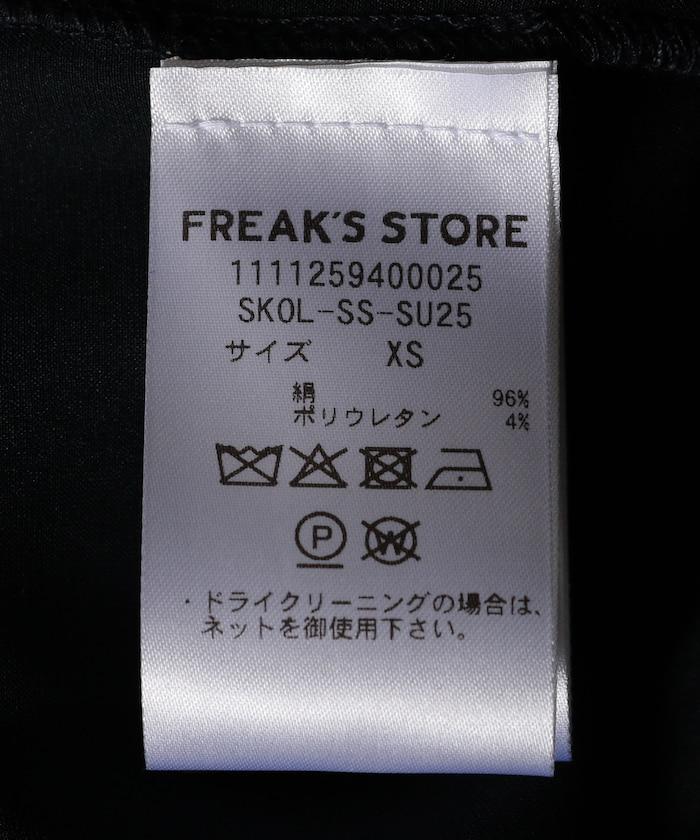 FREAK'S STORE
1111259400025
SKOL-SS-SU25
サイズ XS
絹 96%
ポリウレタン 4%
P W
・ドライクリーニングの場合は、
ネットを御使用下さい。